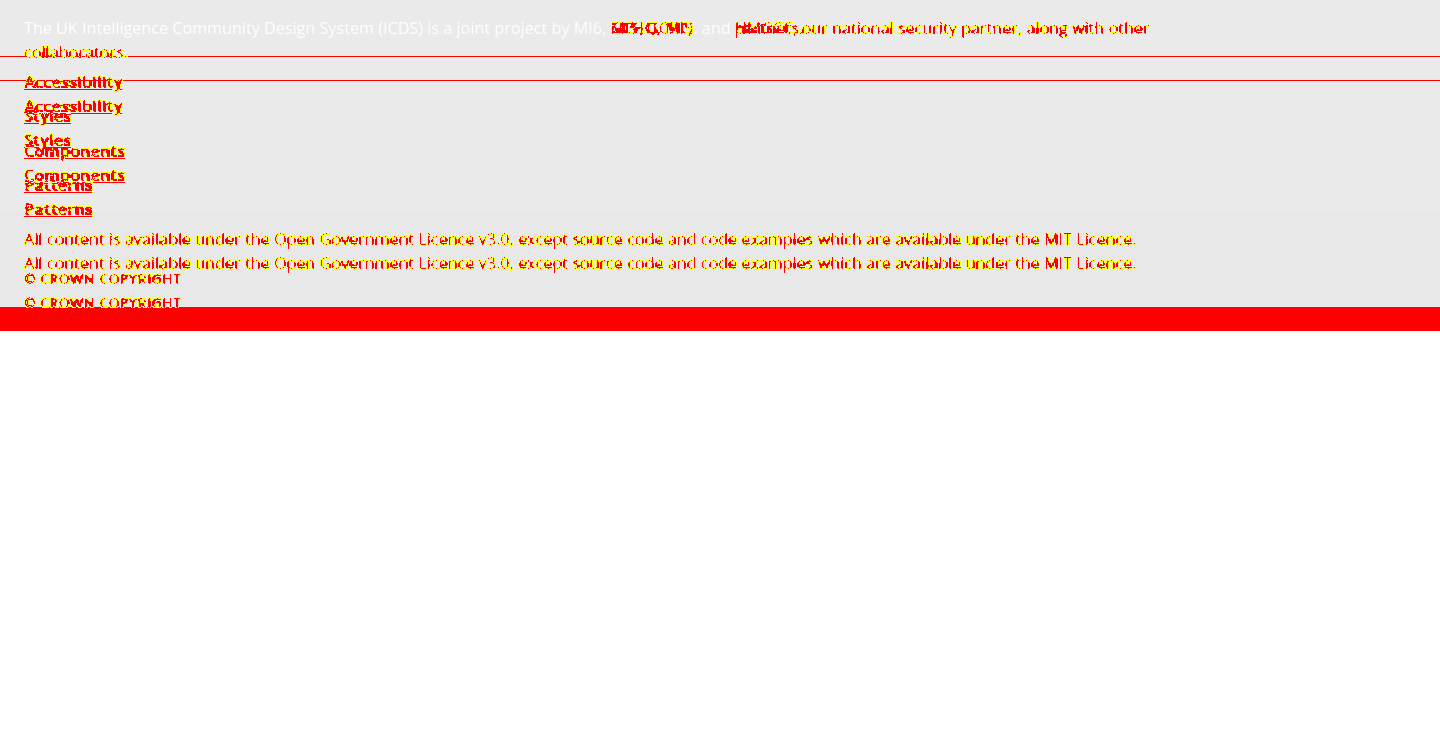 The UK Intelligence Community Design System (ICDS) is a joint project by MI6, and our national security partner, along with other
collaborators.
Accessibility
Accessibility
Styles
Styles
Components
Components
Patterns
Patterns
All content is available under the Open Government Licence v3.0, except source code and code examples which are available under the MIT Licence.
All content is available under the Open Government Licence v3.0, except source code and code examples which are available under the MIT Licence.
© CROWN COPYRIGHT
© CROWN COPYRIGHT